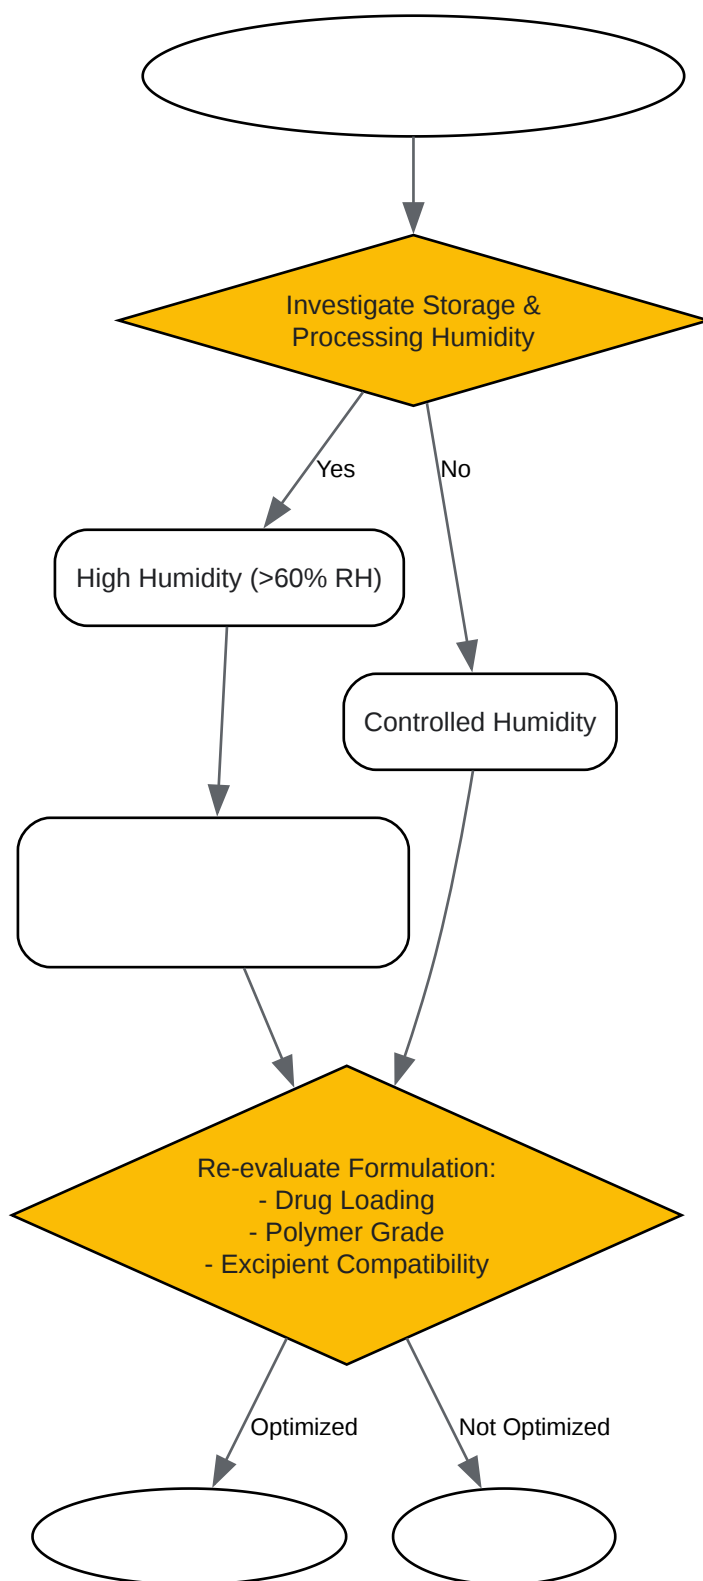 Investigate Storage &
Processing Humidity
Yes
No
High Humidity (>60% RH)
Controlled Humidity
Re-evaluate Formulation:
- Drug Loading
- Polymer Grade
- Excipient Compatibility
Optimized
Not Optimized